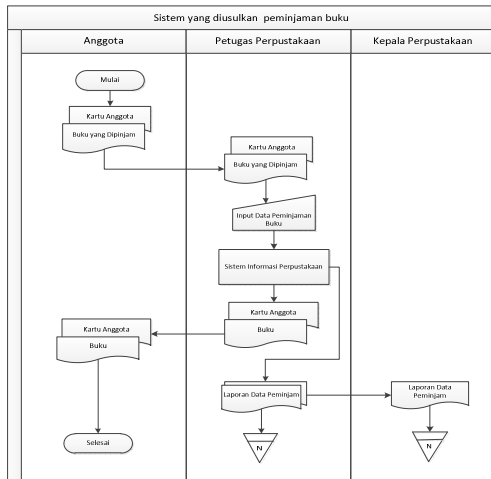 Sistem yang diusulkan peminjaman buku
Anggota
Petugas Perpustakaan
Kepala Perpustakaan
Mulai
Kartu Anggota
Buku yang Dipinjam
Kartu Anggota
Buku yang Dipinjam
Input Data Peminjaman
Buku
Sistem Informasi Perpustakaan
Kartu Anggota
Buku
Kartu Anggota
Buku
Laporan Data Peminjam
Laporan Data
Peminjam
N
N
Selesai